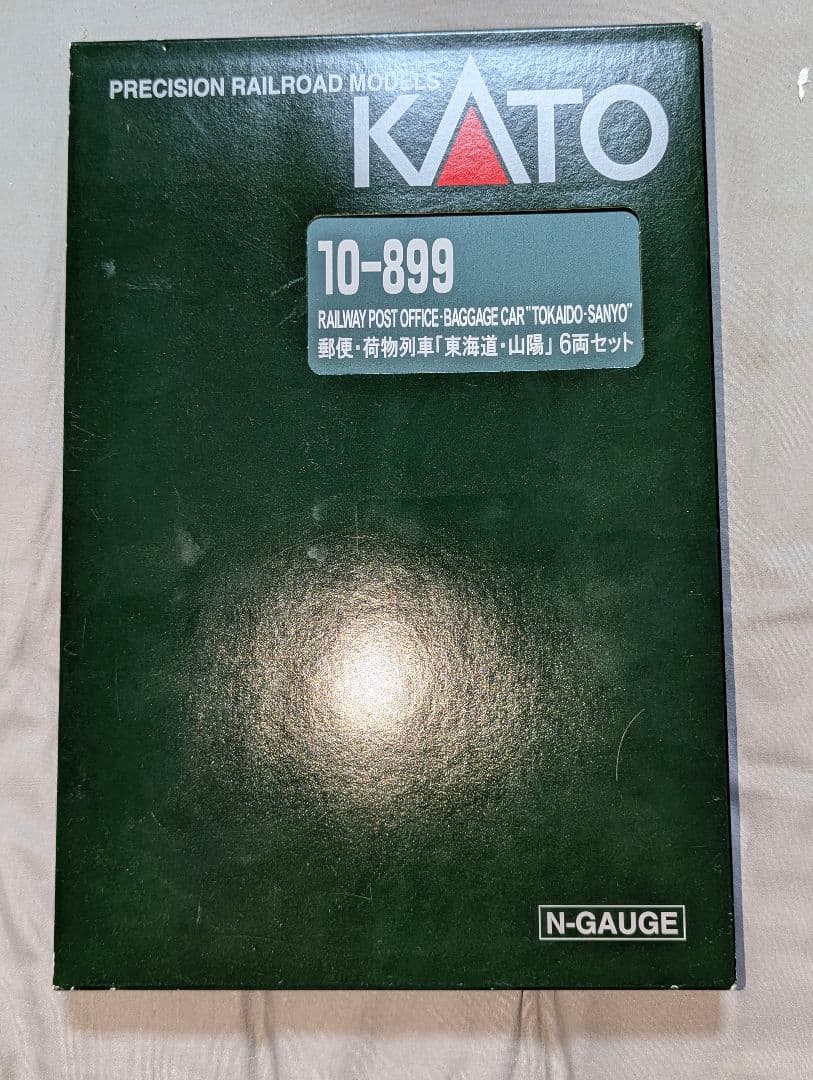 PRECISION RAILROAD MODELS
KATO
10-899
RAILWAY POST OFFICE·BAGGAGE CAR"TOKAIDO-SANYO"
郵便・荷物列車「東海道・山陽」 6両セット
N-GAUGE